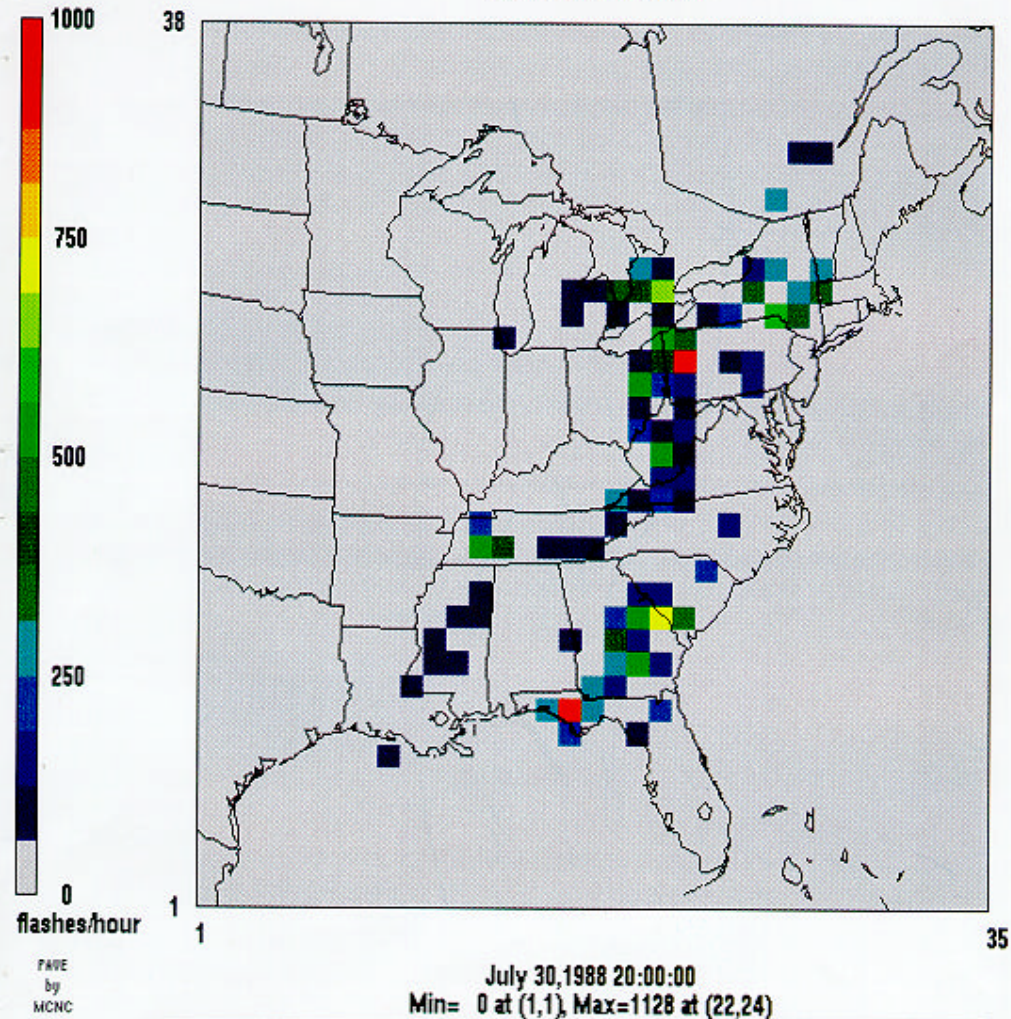 1000
38
750
500
250
0
1
flashes/hour
1
35
PAVE
by
MCNC
July 30,1988 20:00:00
Min= 0 at (1,1), Max=1128 at (22,24)